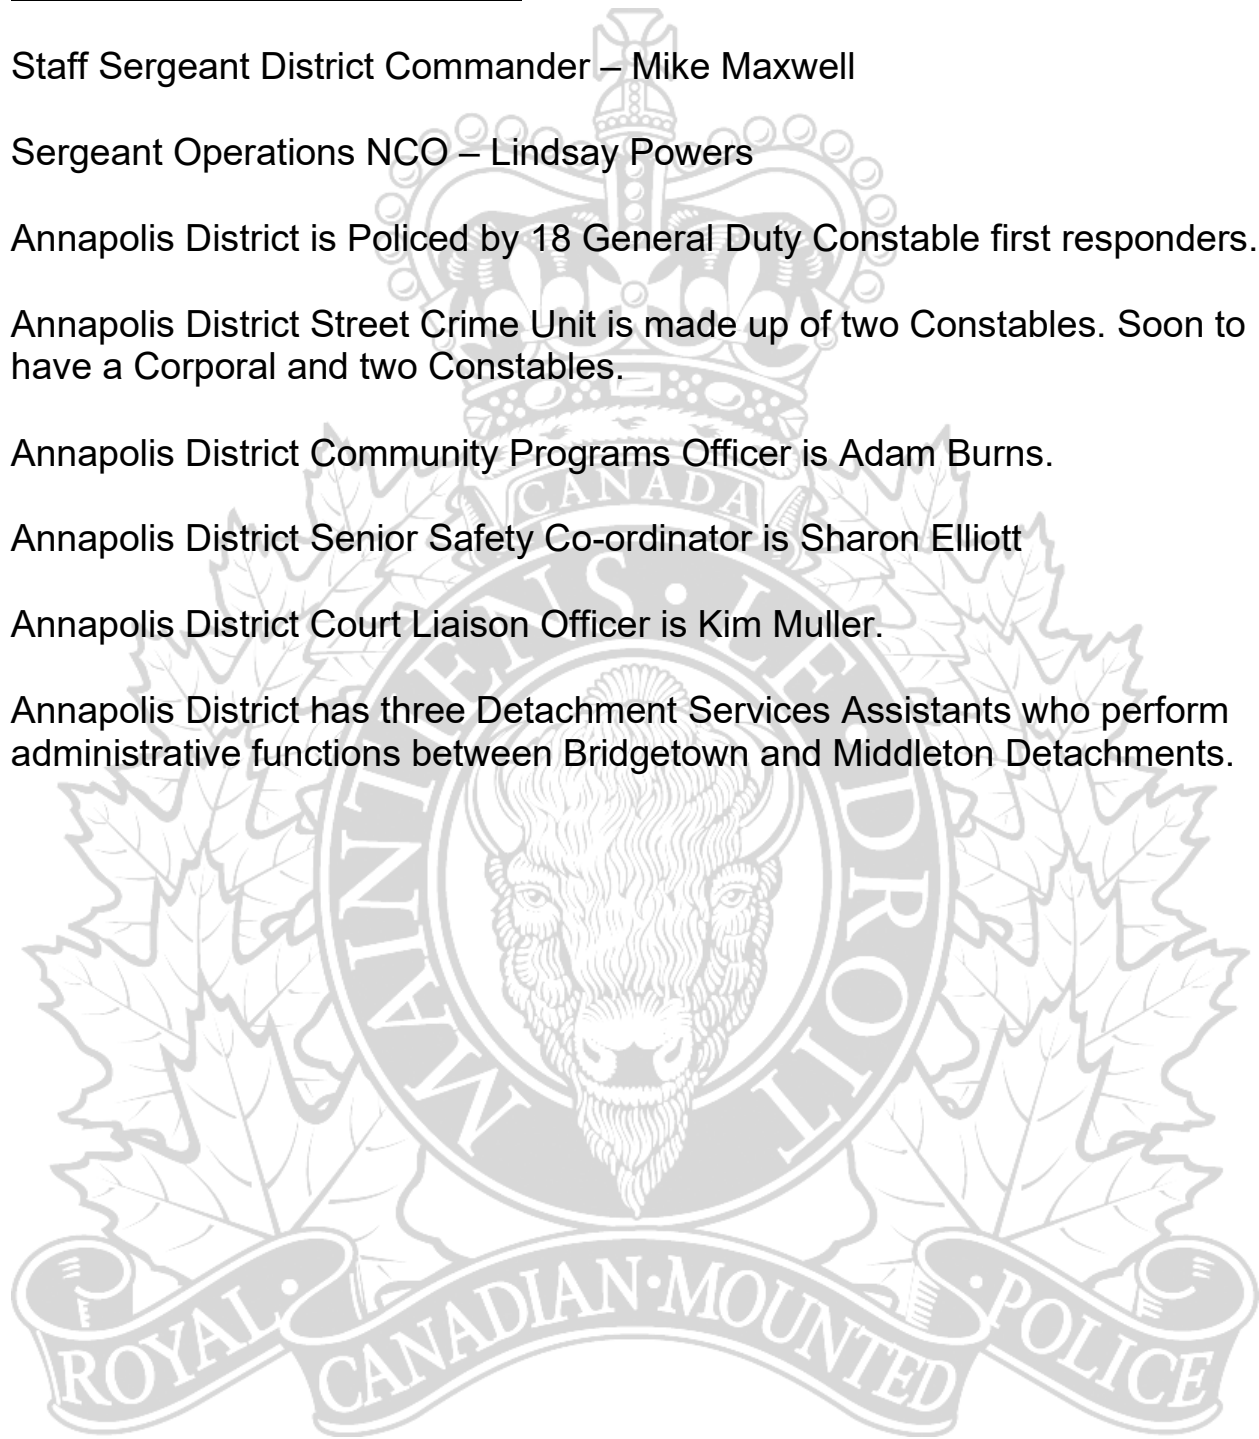 Staff Sergeant District Commander – Mike Maxwell
Sergeant Operations NCO – Lindsay Powers
Annapolis District is Policed by 18 General Duty Constable first responders.
Annapolis District Street Crime Unit is made up of two Constables. Soon to
have a Corporal and two Constables.
Annapolis District Community Programs Officer is Adam Burns.
CANADA
Annapolis District Senior Safety Co-ordinator is Sharon Elliott
Annapolis District Court Liaison Officer is Kim Muller.
Annapolis District has three Detachment Services Assistants who perform
administrative functions between Bridgetown and Middleton Detachments.
MAINTIENS • LE • DROIT
ROYAL • CANADIAN • MOUNTED • POLICE